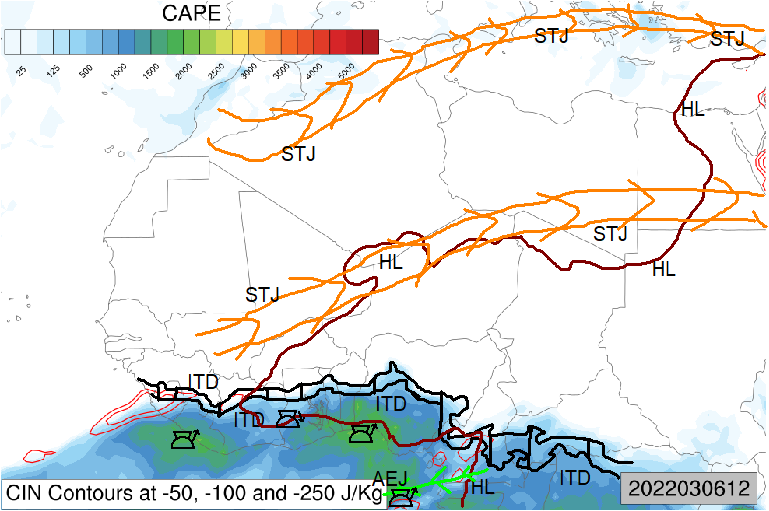 CAPE
25 125 500 1000 1500 2000 2500 3000 3500 4000 5000
STJ
STJ
HL
STJ
STJ
HL
HL
STJ
ITD
ITD
ITD
AEJ
ITD
HL
CIN Contours at -50, -100 and -250 J/Kg
2022030612